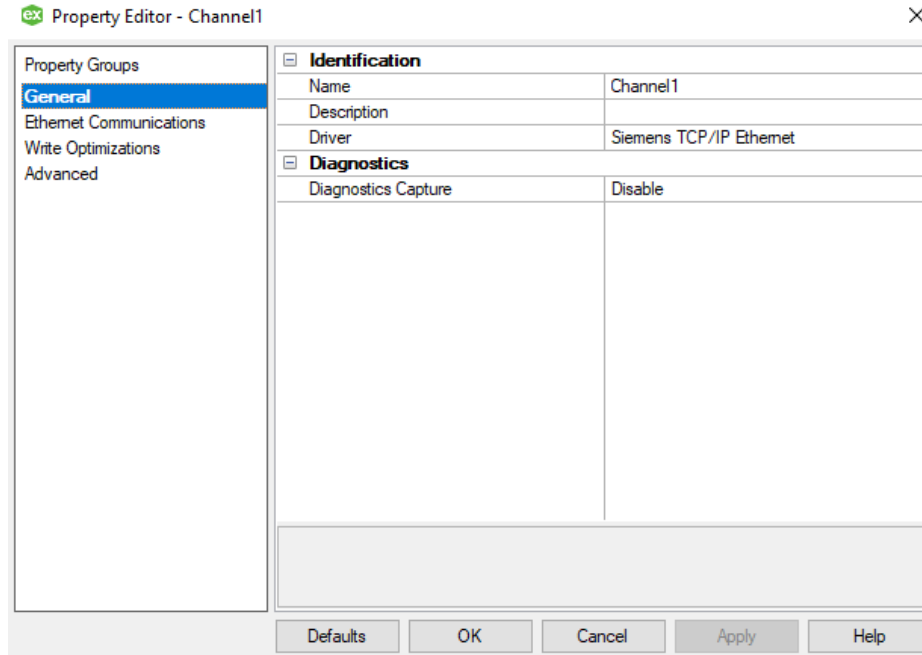 ex Property Editor - Channel1
Property Groups
General
Ethernet Communications
Write Optimizations
Advanced
Identification
Name Channel1
Description
Driver Siemens TCP/IP Ethernet
Diagnostics
Diagnostics Capture Disable
Defaults OK Cancel Apply Help